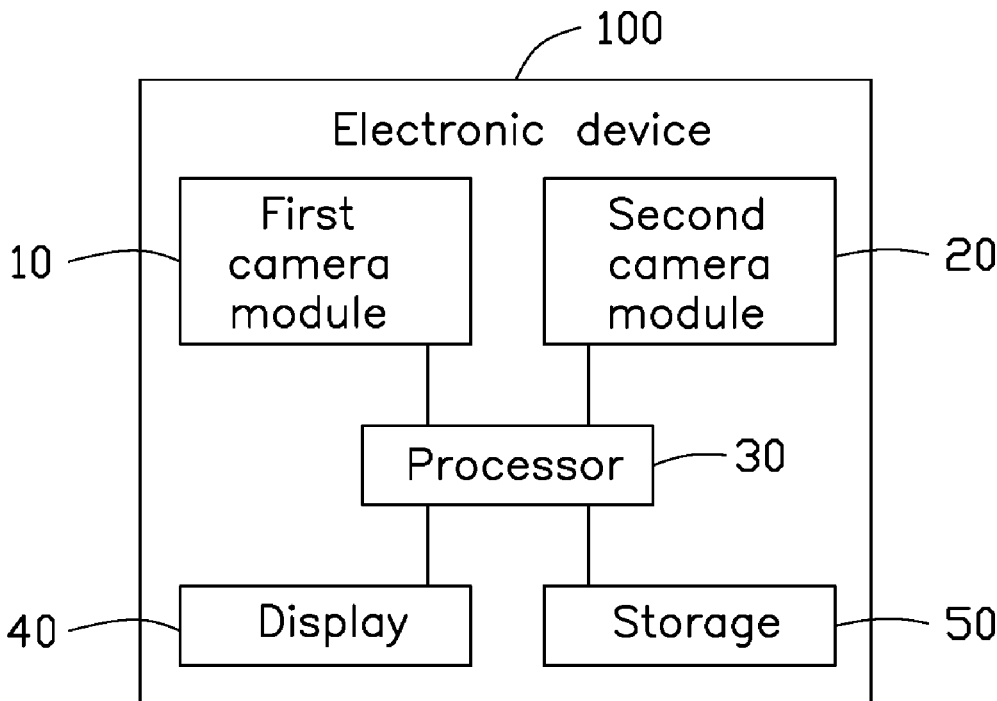 100
Electronic device
First
camera
module
Second
camera
module
10
20
Processor
30
Display
Storage
40
50